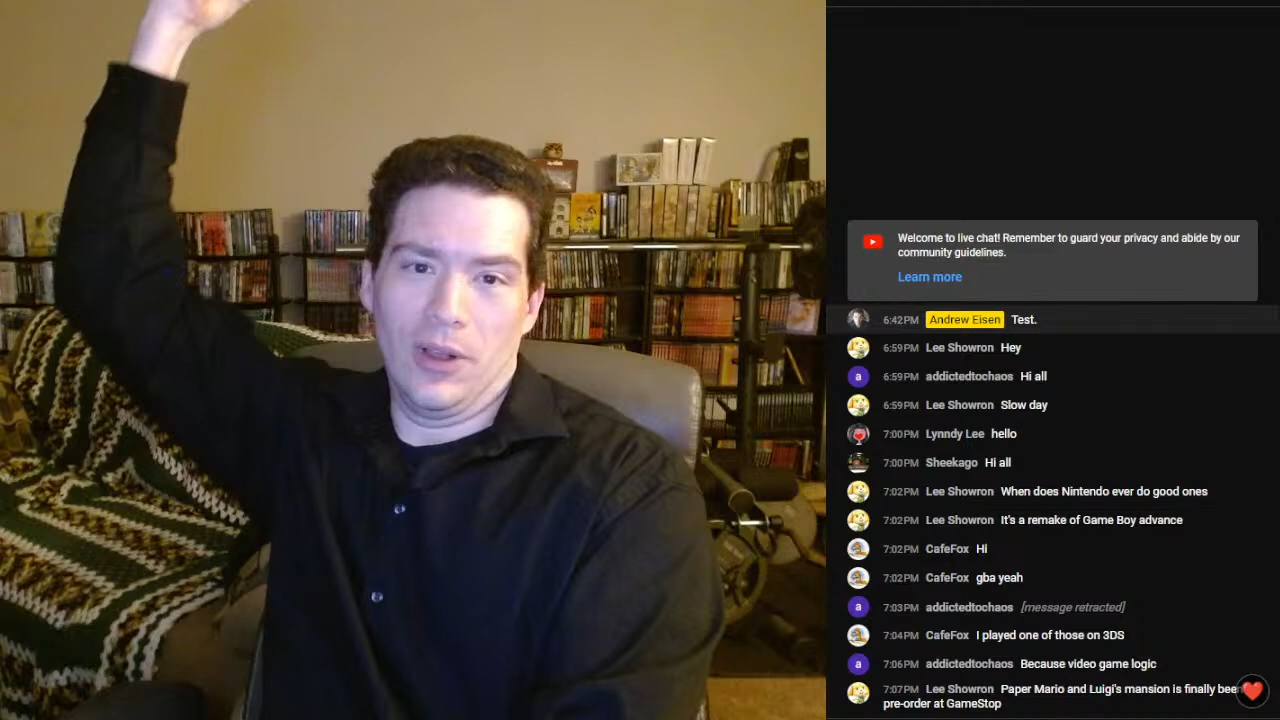 Welcome to live chat! Remember to guard your privacy and abide by our
community guidelines.
Learn more
6:42PM Andrew Eisen Test.
6:59PM Lee Showron Hey
a 6:59PM addictedtochaos Hi all
6:59PM Lee Showron Slow day
7:00PM Lynndy Lee hello
7:00PM Sheekago Hi all
7:02PM Lee Showron When does Nintendo ever do good ones
7:02PM Lee Showron It's a remake of Game Boy advance
7:02PM CafeFox Hi
7:02PM CafeFox gba yeah
a 7:03PM addictedtochaos [message retracted]
7:04PM CafeFox I played one of those on 3DS
a 7:06PM addictedtochaos Because video game logic
7:07PM Lee Showron Paper Mario and Luigi's mansion is finally been
pre-order at GameStop